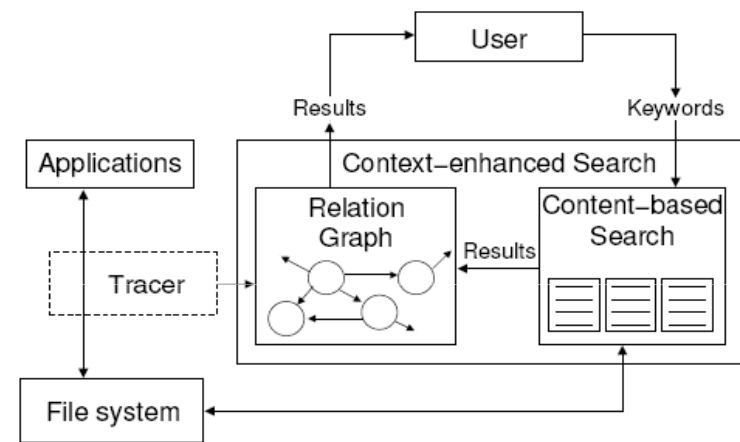 User
Results
Keywords
Applications
Context-enhanced Search
Relation
Graph
Content-based
Search
Results
Tracer
File system